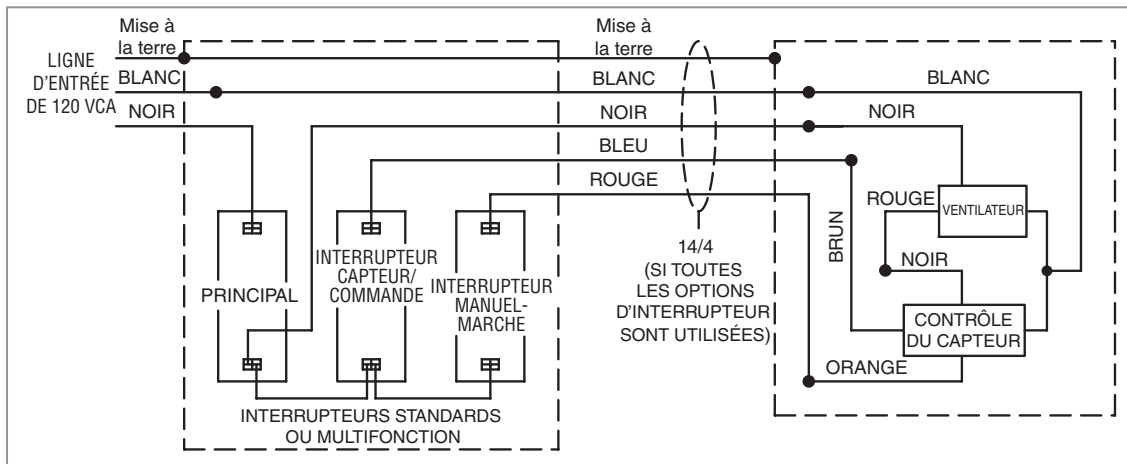 Mise à
la terre
Mise à
la terre
LIGNE
D'ENTRÉE
DE 120 VCA
BLANC
BLANC
BLANC
NOIR
NOIR
NOIR
BLEU
ROUGE
ROUGE
VENTILATEUR
BRUN
NOIR
PRINCIPAL
INTERRUPTEUR
CAPTEUR/
COMMANDE
INTERRUPTEUR
MANUEL-
MARCHE
14/4
(SI TOUTES
LES OPTIONS
D'INTERRUPTEUR
SONT UTILISÉES)
CONTRÔLE
DU CAPTEUR
ORANGE
INTERRUPTEURS STANDARDS
OU MULTIFONCTION